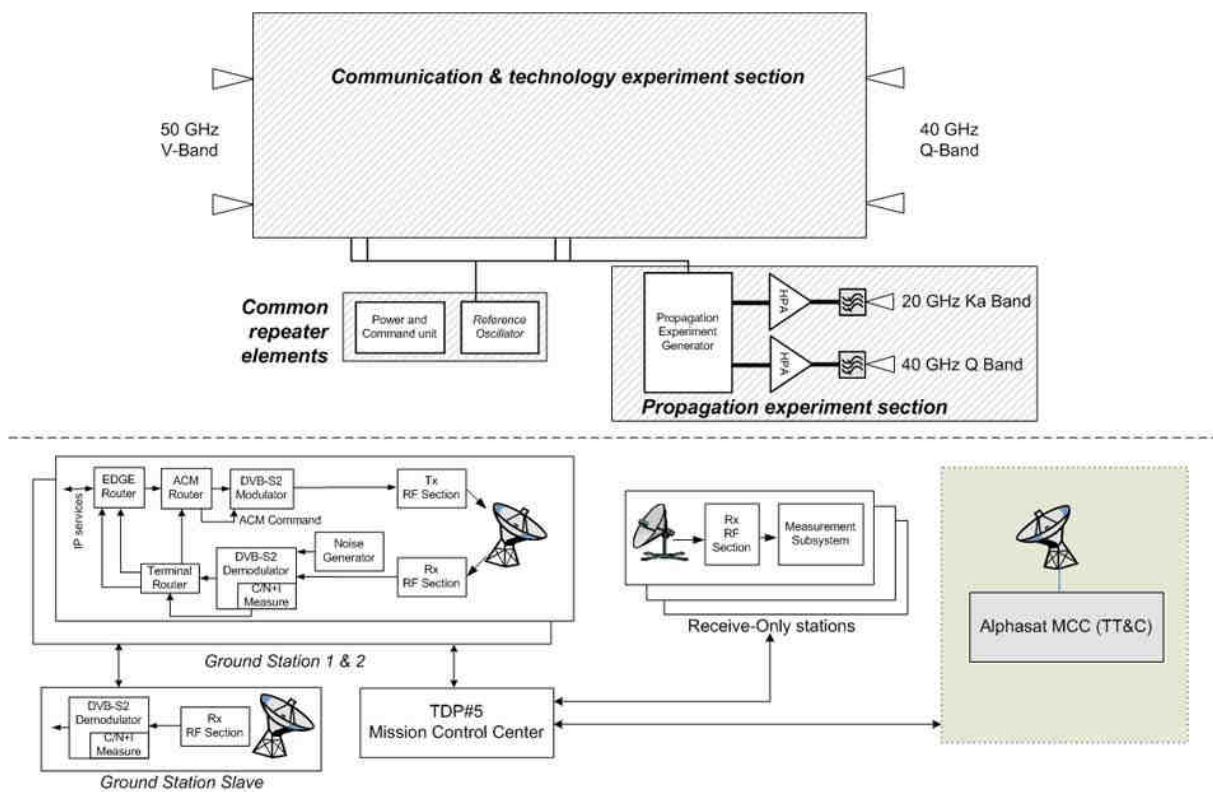 Communication & technology experiment section
50 GHz
V-Band
40 GHz
Q-Band
Common
repeater
elements
Power and
Command unit
Reference
Oscillator
Propagation
Experiment
Generator
HPA
20 GHz Ka Band
HPA
40 GHz Q Band
Propagation experiment section
IP services
EDGE
Router
ACM
Router
DVB-S2
Modulator
Tx
RF Section
ACM Command
Noise
Generator
DVB-S2
Demodulator
Rx
RF Section
Terminal
Router
C/N+I
Measure
Ground Station 1 & 2
Rx
RF
Section
Measurement
Subsystem
Receive-Only stations
Alphasat MCC (TT&C)
DVB-S2
Demodulator
C/N+I
Measure
Rx
RF Section
Ground Station Slave
TDP#5
Mission Control Center